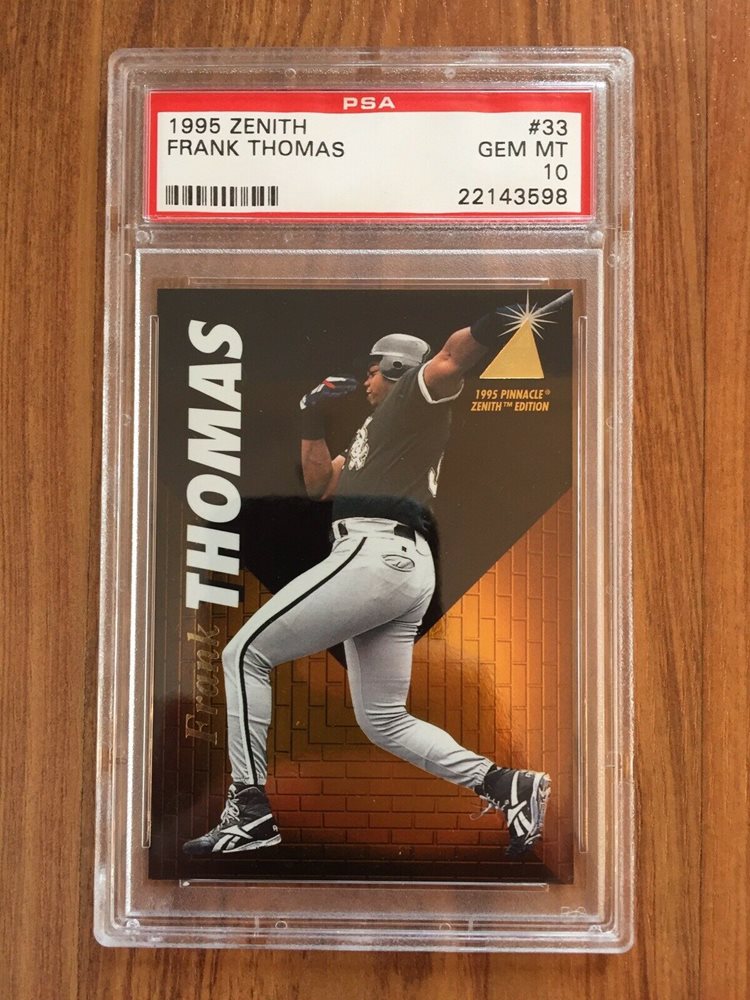 PSA
1995 ZENITH #33
FRANK THOMAS GEM MT
10
22143598
1995 PINNACLE®
ZENITH™ EDITION
Frank THOMAS